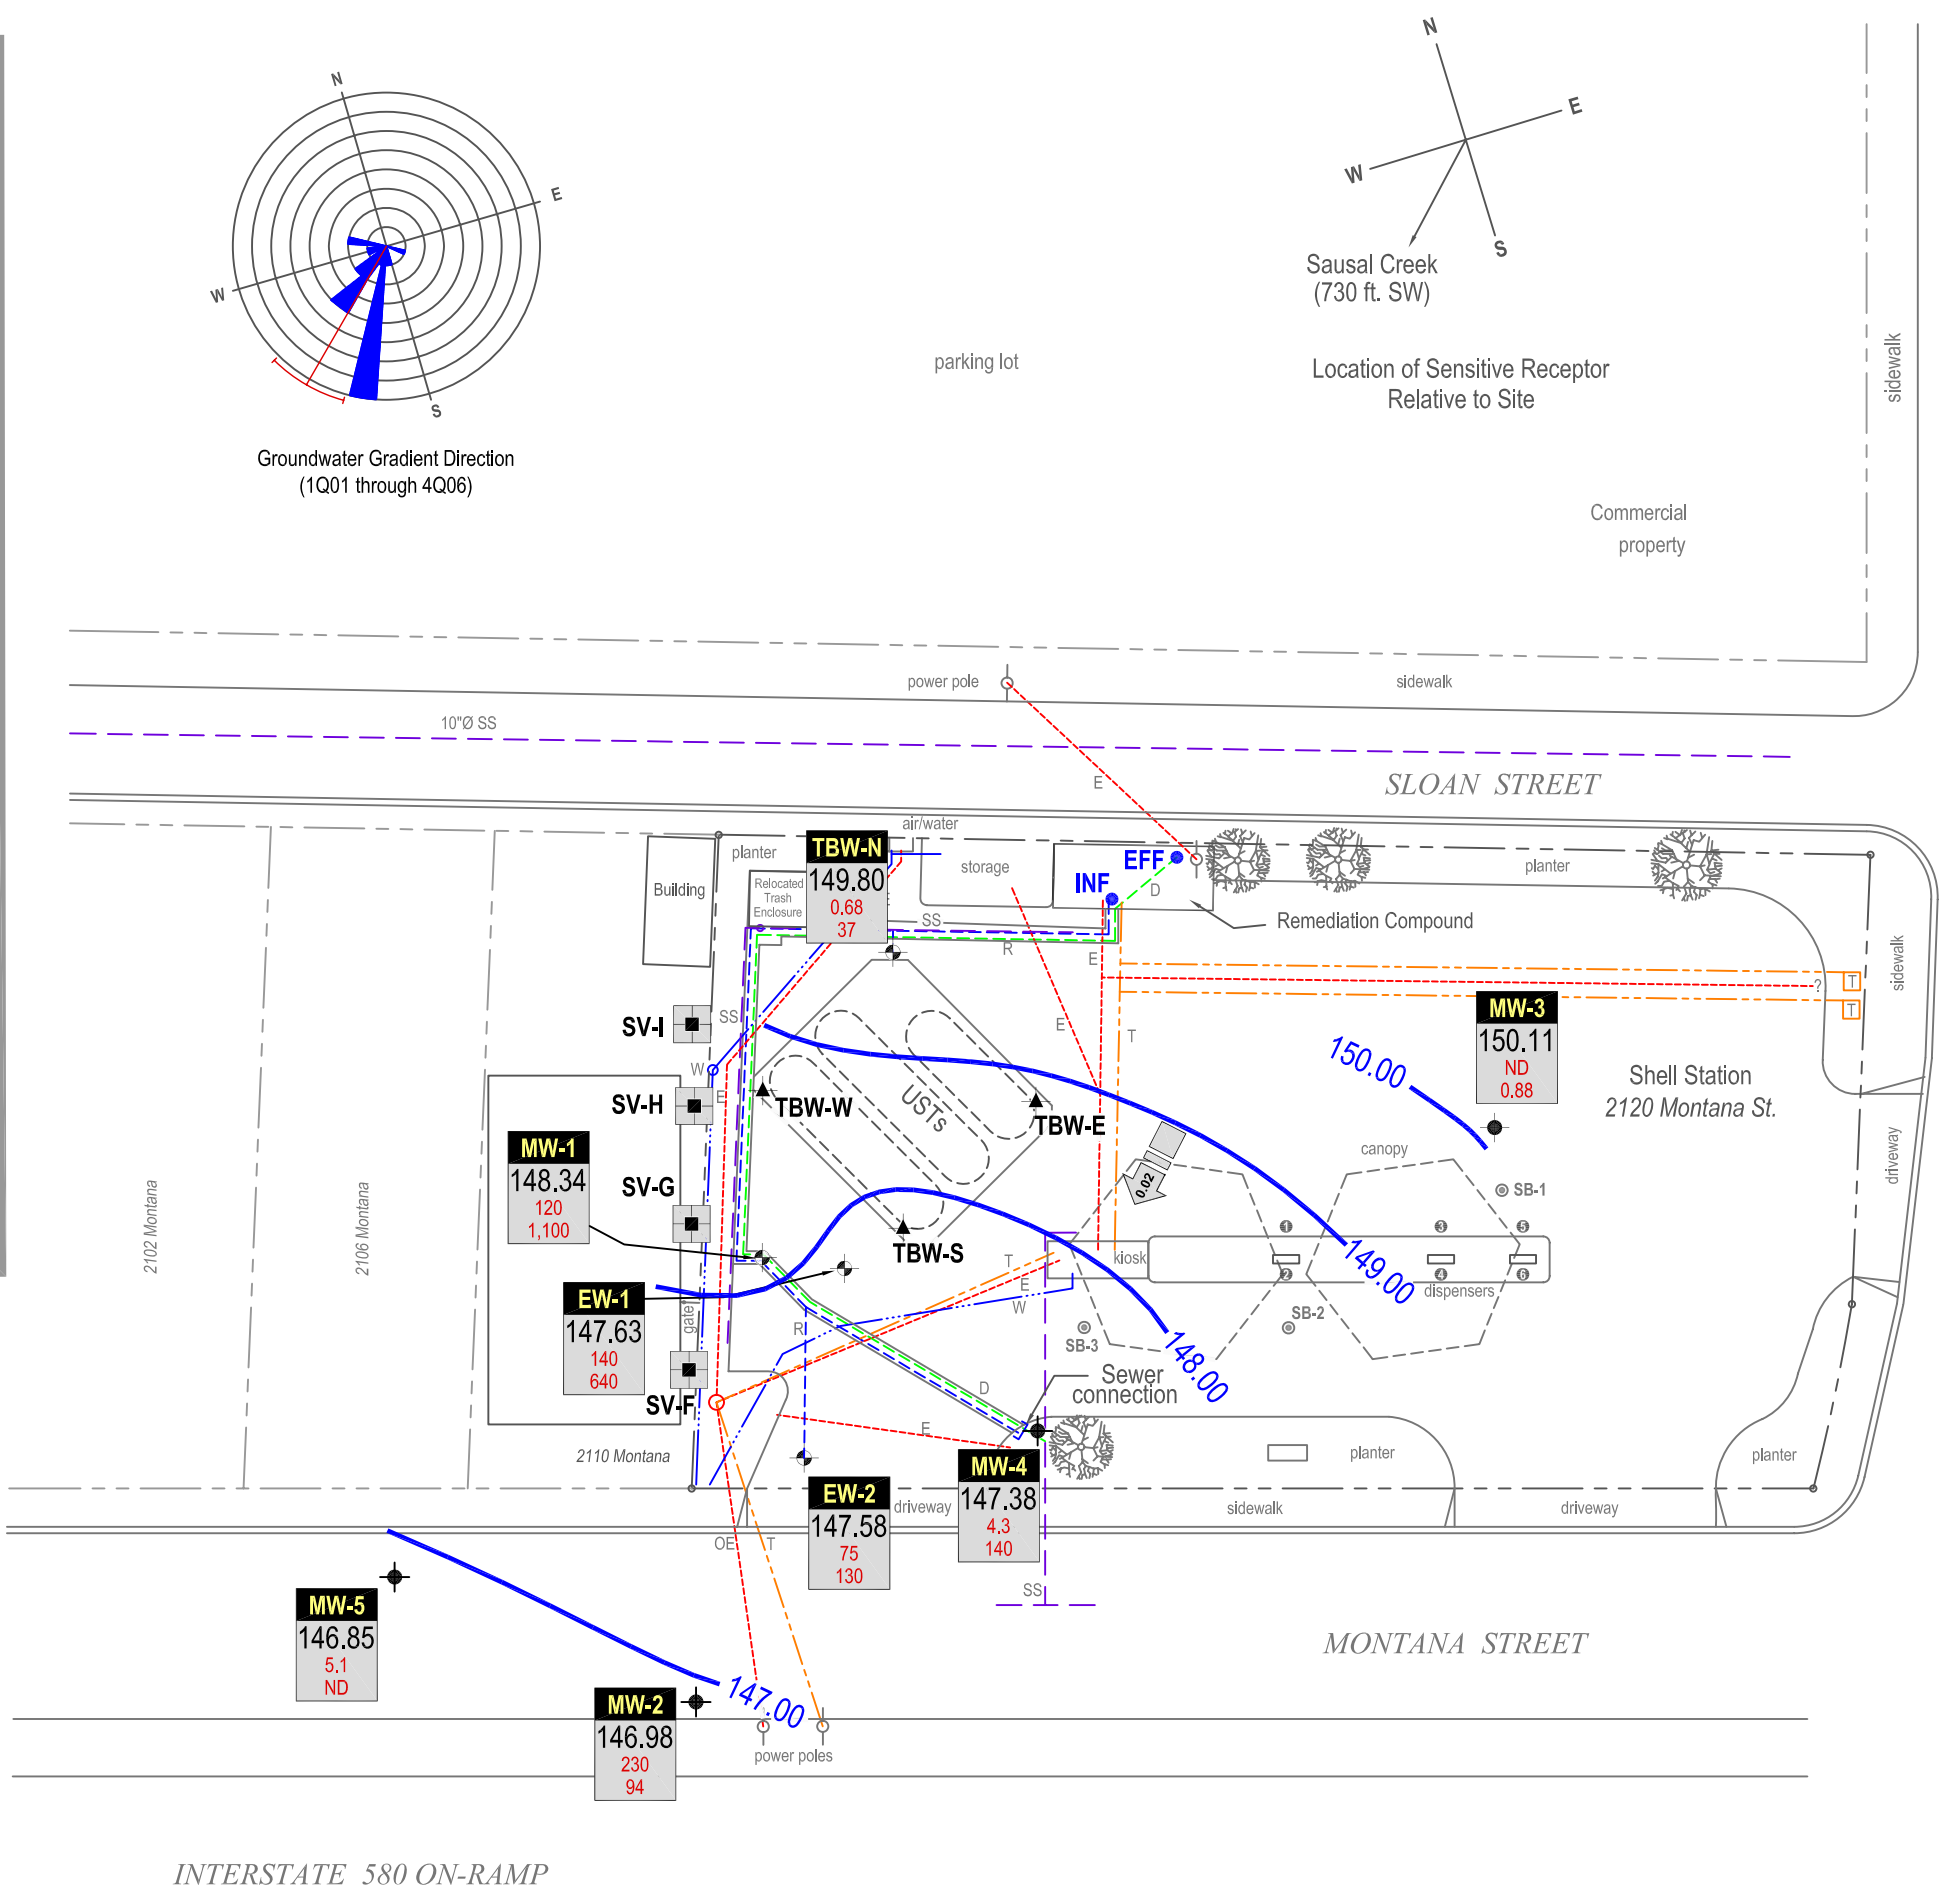 N
E
W
S
Groundwater Gradient Direction
(1Q01 through 4Q06)
N
E
W
S
Sausal Creek
(730 ft. SW)
Location of Sensitive Receptor
Relative to Site
parking lot
sidewalk
Commercial
property
power pole
sidewalk
10"Ø SS
E
SLOAN STREET
air/water
planter
Building
Relocated
Trash
Enclosure
TBW-N
149.80
0.68
37
E
storage
EFF
INF
D
planter
Remediation Compound
SS
R
E
sidewalk
T
T
?
SV-I
SS
W
E
E
T
SV-H
TBW-W
USTs
TBW-E
150.00
MW-3
150.11
ND
0.88
Shell Station
2120 Montana St.
MW-1
148.34
120
1,100
SV-G
0.02
canopy
SB-1
driveway
2102 Montana
2106 Montana
TBW-S
1
3
5
2
4
6
kiosk
dispensers
149.00
T
E
W
EW-1
147.63
140
640
gate
R
SB-3
SB-2
148.00
Sewer
connection
D
SV-F
E
2110 Montana
planter
planter
MW-4
147.38
4.3
140
EW-2
147.58
75
130
driveway
sidewalk
driveway
OE
T
SS
MW-5
146.85
5.1
ND
MONTANA STREET
147.00
MW-2
146.98
230
94
power poles
INTERSTATE 580 ON-RAMP